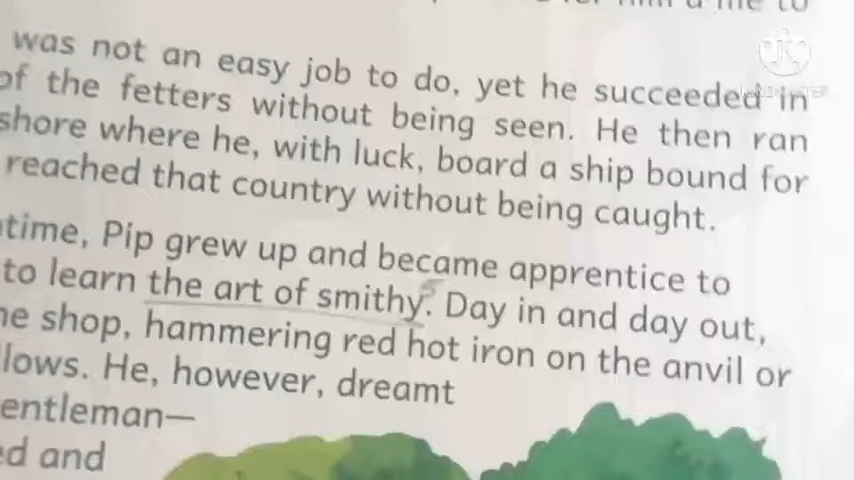 was not an easy job to do, yet he succeeded in
of the fetters without being seen. He then ran
shore where he, with luck, board a ship bound for
reached that country without being caught.
time, Pip grew up and became apprentice to
to learn the art of smithy. Day in and day out,
he shop, hammering red hot iron on the anvil or
llows. He, however, dreamt
entleman—
ed and